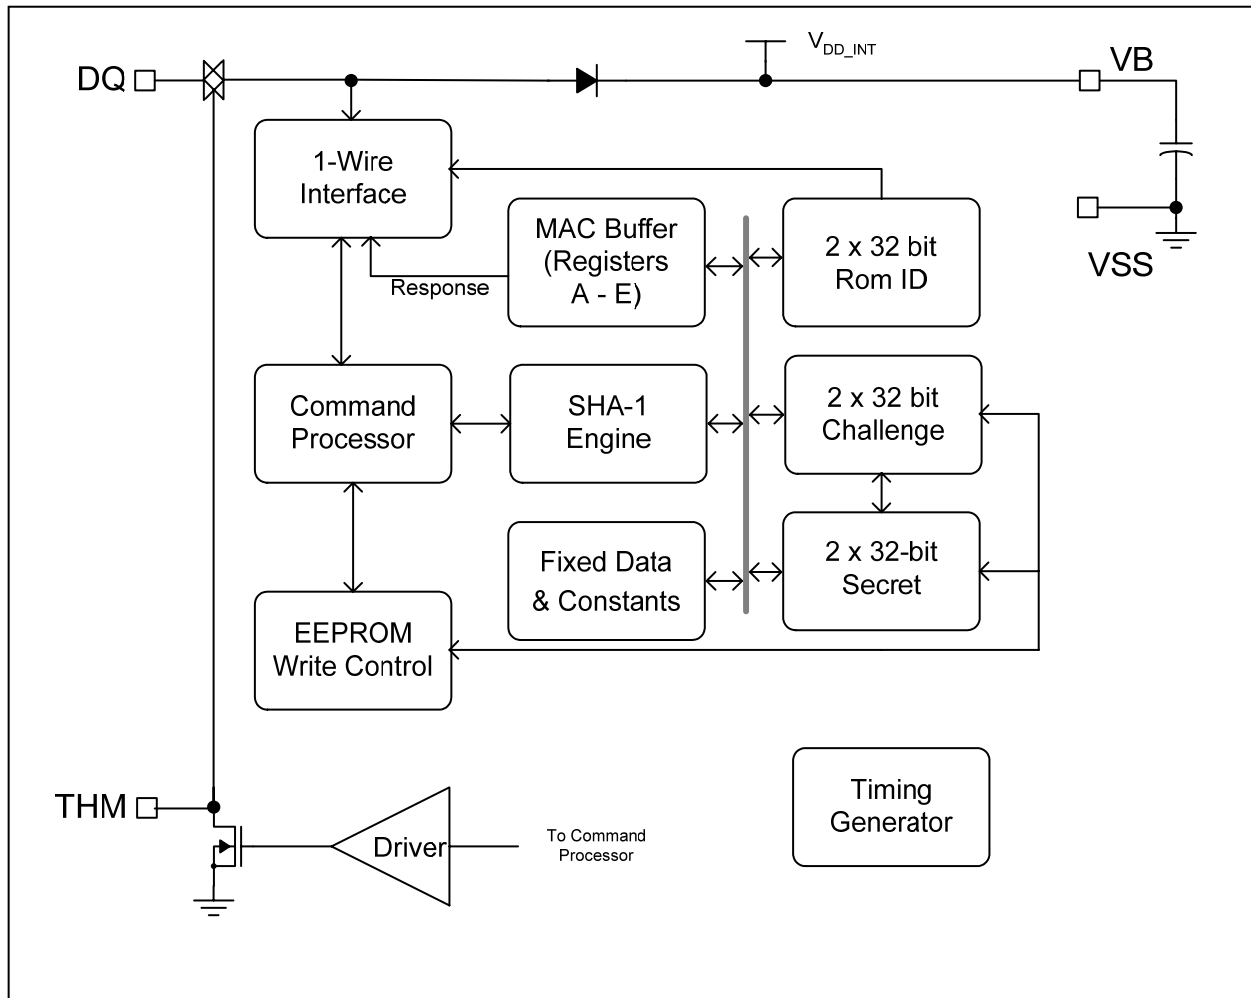 DQ
VDD_INT
VB
1-Wire
Interface
MAC Buffer
(Registers
A - E)
2 x 32 bit
Rom ID
VSS
Response
Command
Processor
SHA-1
Engine
2 x 32 bit
Challenge
Fixed Data
& Constants
2 x 32-bit
Secret
EEPROM
Write Control
THM
Driver
To Command
Processor
Timing
Generator